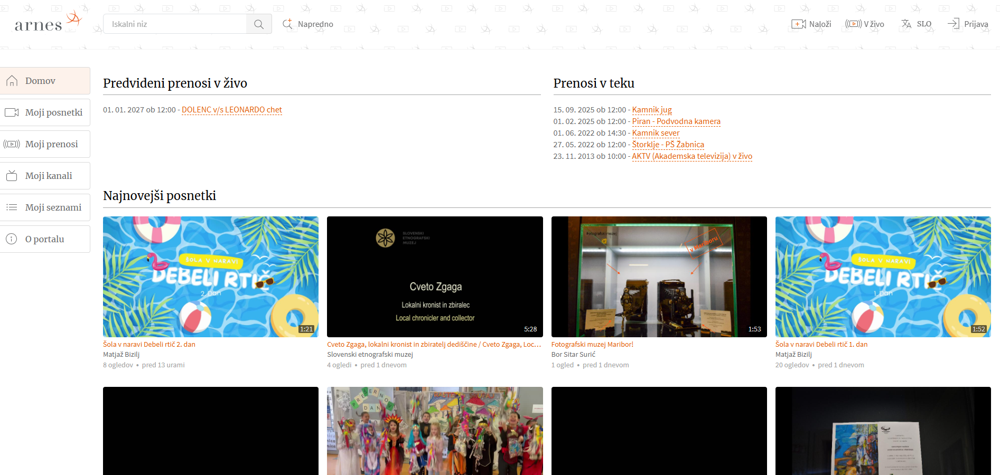 arnes
Iskalni niz
Napredno
Naloži
V živo
SLO
Prijava
Domov
Moji posnetki
Moji prenosi
Moji kanali
Moji seznami
O portalu
Predvideni prenosi v živo
01. 01. 2027 ob 12:00 - DOLENC v/s LEONARDO chet
Prenosi v teku
15. 09. 2025 ob 12:00 - Kamnik jug
01. 02. 2025 ob 12:00 - Piran - Podvodna kamera
01. 06. 2022 ob 14:30 - Kamnik sever
27. 05. 2022 ob 12:00 - Štorklje - PŠ Žabnica
23. 11. 2013 ob 10:00 - AKTV (Akademska televizija) v živo
Najnovejši posnetki
ŠOLA V NARAVI
DEBELI RTIČ
2. Dan
1:21
Šola v naravi Debeli rtič 2. dan
Matjaž Bizilj
8 ogledov • pred 13 urami
SLOVENSKI
ETNOGRAFSKI
MUZEJ
Cveto Zgaga
Lokalni kronist in zbiralec
Local chronicler and collector
5:28
Cveto Zgaga, lokalni kronist in zbiratelj dediščine / Cveto Zgaga, Loc...
Slovenski etnografski muzej
4 ogledi • pred 1 dnevom
Fotografski muzej
v Mariboru
1:53
Fotografski muzej Maribor!
Bor Sitar Surić
1 ogled • pred 1 dnevom
ŠOLA V NARAVI
DEBELI RTIČ
1. Dan
1:52
Šola v naravi Debeli rtič 1. dan
Matjaž Bizilj
20 ogledov • pred 1 dnevom
PREŠERNOV
DAN